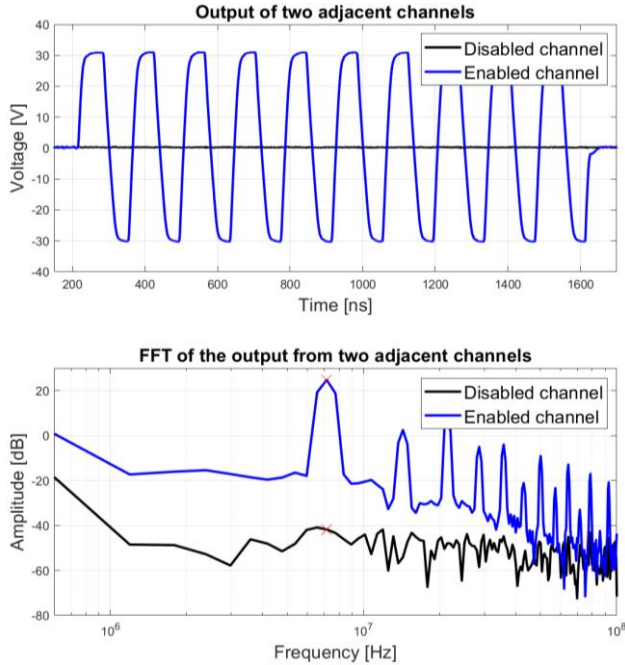 Output of two adjacent channels
40
30
20
10
0
-10
-20
-30
-40
Voltage [V]
Disabled channel
Enabled channel
200 400 600 800 1000 1200 1400 1600
Time [ns]
FFT of the output from two adjacent channels
20
0
-20
-40
-60
-80
Amplitude [dB]
Disabled channel
Enabled channel
10^6 10^7 10^8
Frequency [Hz]